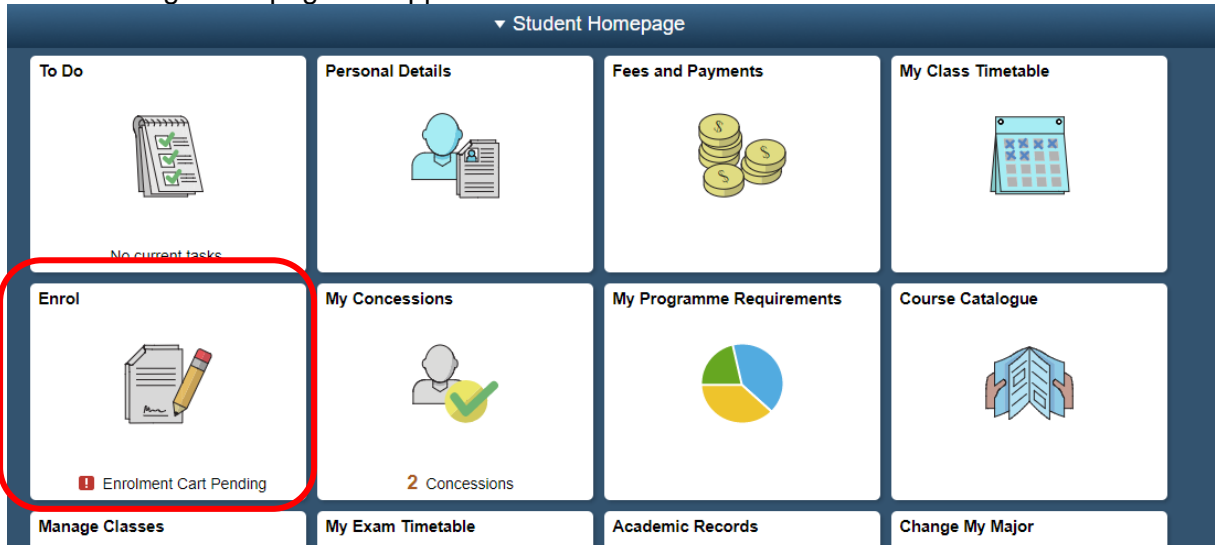 Student Homepage
To Do
Personal Details
Fees and Payments
My Class Timetable
No current tasks
Enrol
My Concessions
My Programme Requirements
Course Catalogue
Enrolment Cart Pending
2 Concessions
Manage Classes
My Exam Timetable
Academic Records
Change My Major